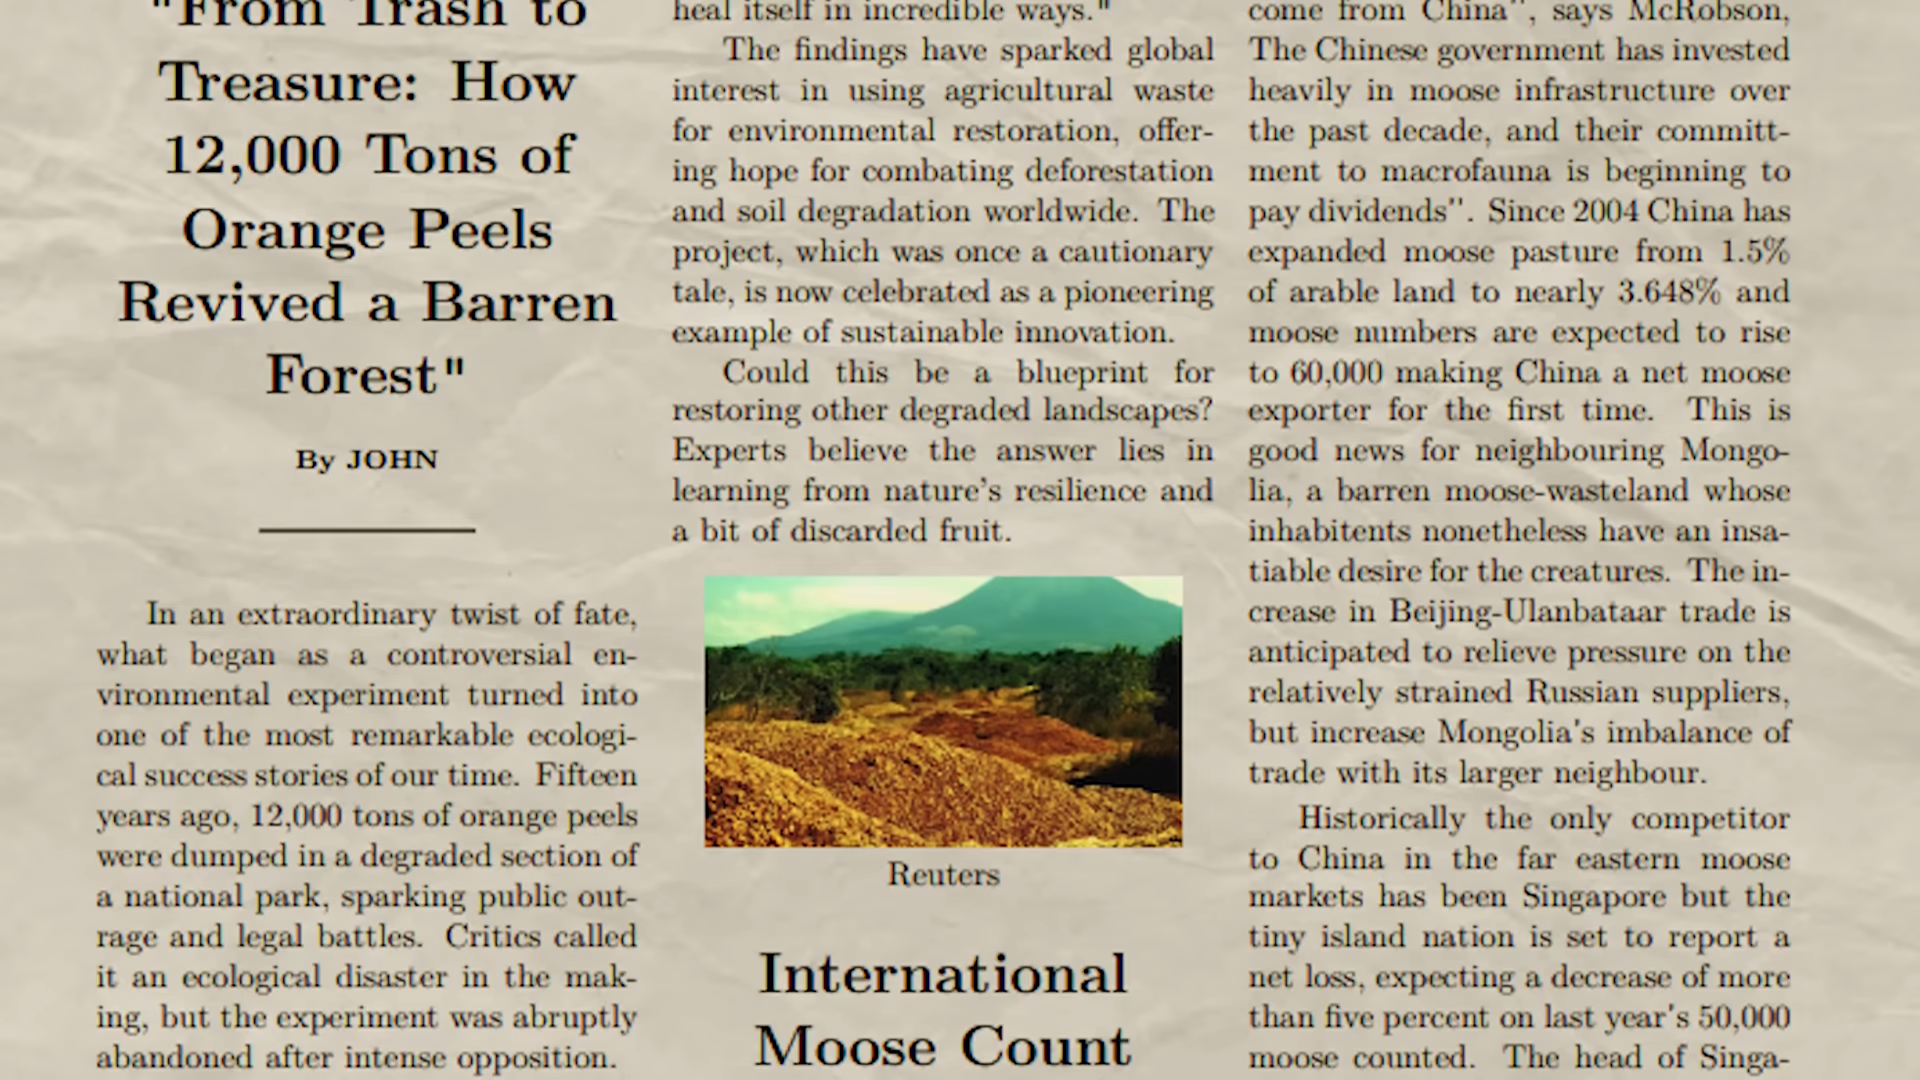 "From Trash to
Treasure: How
12,000 Tons of
Orange Peels
Revived a Barren
Forest"
By JOHN
In an extraordinary twist of fate,
what began as a controversial en-
vironmental experiment turned into
one of the most remarkable ecologi-
cal success stories of our time. Fifteen
years ago, 12,000 tons of orange peels
were dumped in a degraded section of
a national park, sparking public out-
rage and legal battles. Critics called
it an ecological disaster in the mak-
ing, but the experiment was abruptly
abandoned after intense opposition.
heal itself in incredible ways."
The findings have sparked global
interest in using agricultural waste
for environmental restoration, offer-
ing hope for combating deforestation
and soil degradation worldwide. The
project, which was once a cautionary
tale, is now celebrated as a pioneering
example of sustainable innovation.
Could this be a blueprint for
restoring other degraded landscapes?
Experts believe the answer lies in
learning from nature's resilience and
a bit of discarded fruit.
Reuters
International
Moose Count
come from China", says McRobson,
The Chinese government has invested
heavily in moose infrastructure over
the past decade, and their committ-
ment to macrofauna is beginning to
pay dividends". Since 2004 China has
expanded moose pasture from 1.5%
of arable land to nearly 3.648% and
moose numbers are expected to rise
to 60,000 making China a net moose
exporter for the first time. This is
good news for neighbouring Mongo-
lia, a barren moose-wasteland whose
inhabitents nonetheless have an insa-
tiable desire for the creatures. The in-
crease in Beijing-Ulanbataar trade is
anticipated to relieve pressure on the
relatively strained Russian suppliers,
but increase Mongolia's imbalance of
trade with its larger neighbour.
Historically the only competitor
to China in the far eastern moose
markets has been Singapore but the
tiny island nation is set to report a
net loss, expecting a decrease of more
than five percent on last year's 50,000
moose counted. The head of Singa-